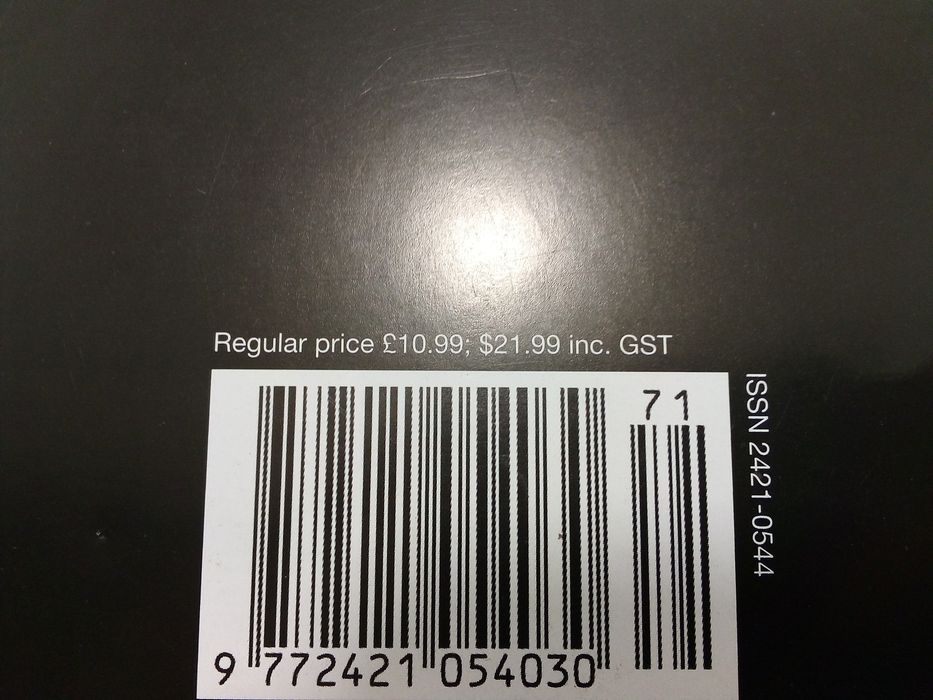 Regular price £10.99; $21.99 inc. GST
71
ISSN 2421-0544
9 772421 054030